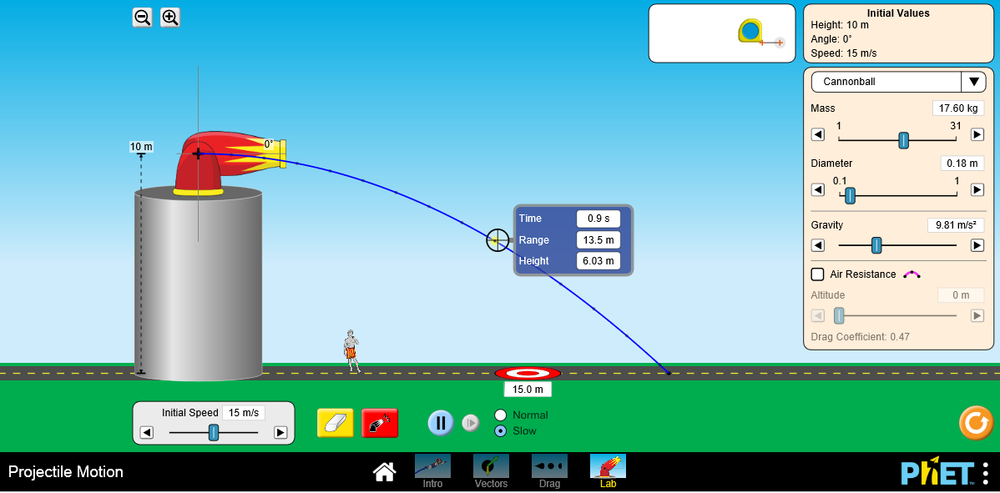 Initial Values
Height: 10 m
Angle: 0°
Speed: 15 m/s
Cannonball
Mass
17.60 kg
1
31
Diameter
0.18 m
0.1
1
Gravity
9.81 m/s²
Air Resistance
Altitude
0 m
Drag Coefficient: 0.47
10 m
0°
Time
0.9 s
Range
13.5 m
Height
6.03 m
15.0 m
Initial Speed
15 m/s
Normal
Slow
Projectile Motion
Intro
Vectors
Drag
Lab
PhET